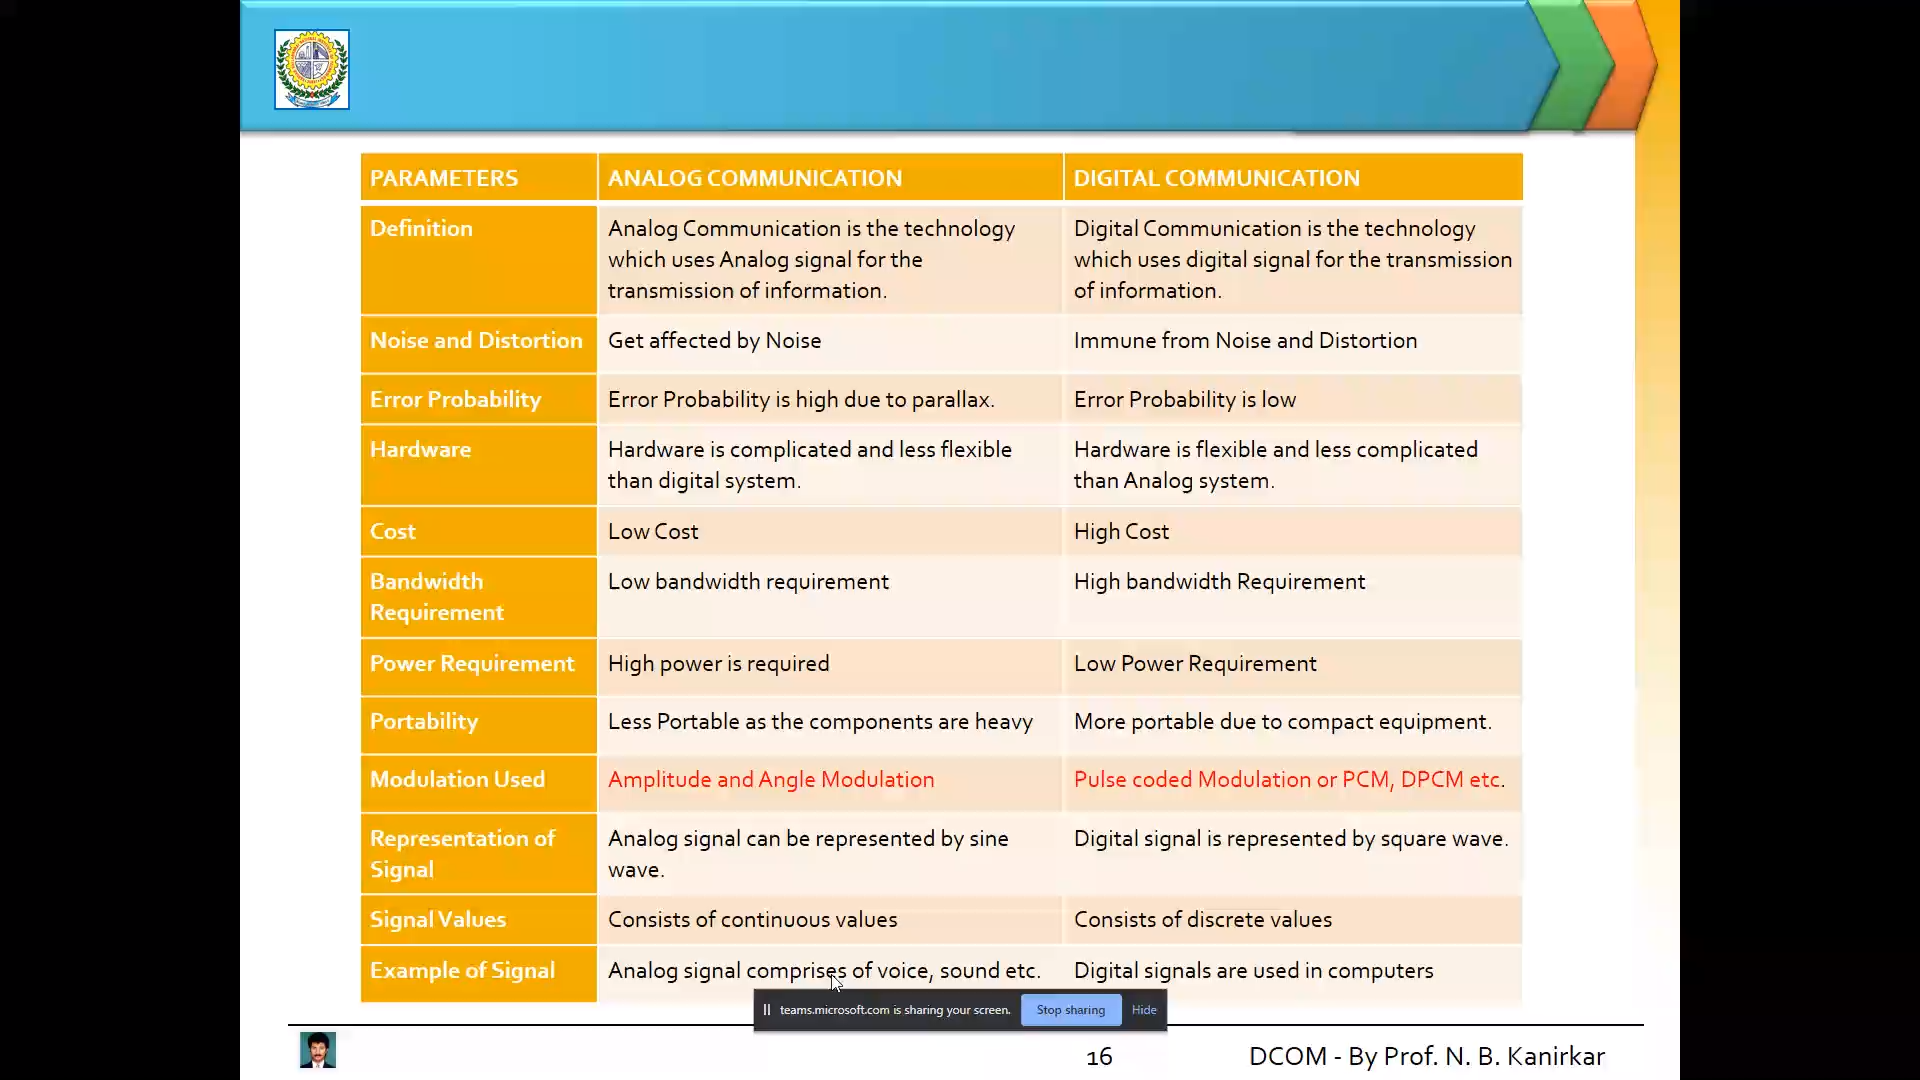 PARAMETERS ANALOG COMMUNICATION DIGITAL COMMUNICATION
Definition
Analog Communication is the technology
which uses Analog signal for the
transmission of information.
Digital Communication is the technology
which uses digital signal for the transmission
of information.
Noise and Distortion Get affected by Noise Immune from Noise and Distortion
Error Probability Error Probability is high due to parallax. Error Probability is low
Hardware
Hardware is complicated and less flexible
than digital system.
Hardware is flexible and less complicated
than Analog system.
Cost Low Cost High Cost
Bandwidth
Requirement
Low bandwidth requirement
High bandwidth Requirement
Power Requirement High power is required Low Power Requirement
Portability Less Portable as the components are heavy More portable due to compact equipment.
Modulation Used Amplitude and Angle Modulation Pulse coded Modulation or PCM, DPCM etc.
Representation of
Signal
Analog signal can be represented by sine
wave.
Digital signal is represented by square wave.
Signal Values Consists of continuous values Consists of discrete values
Example of Signal Analog signal comprises of voice, sound etc. Digital signals are used in computers
teams.microsoft.com is sharing your screen. Stop sharing Hide
16 DCOM - By Prof. N. B. Kanirkar